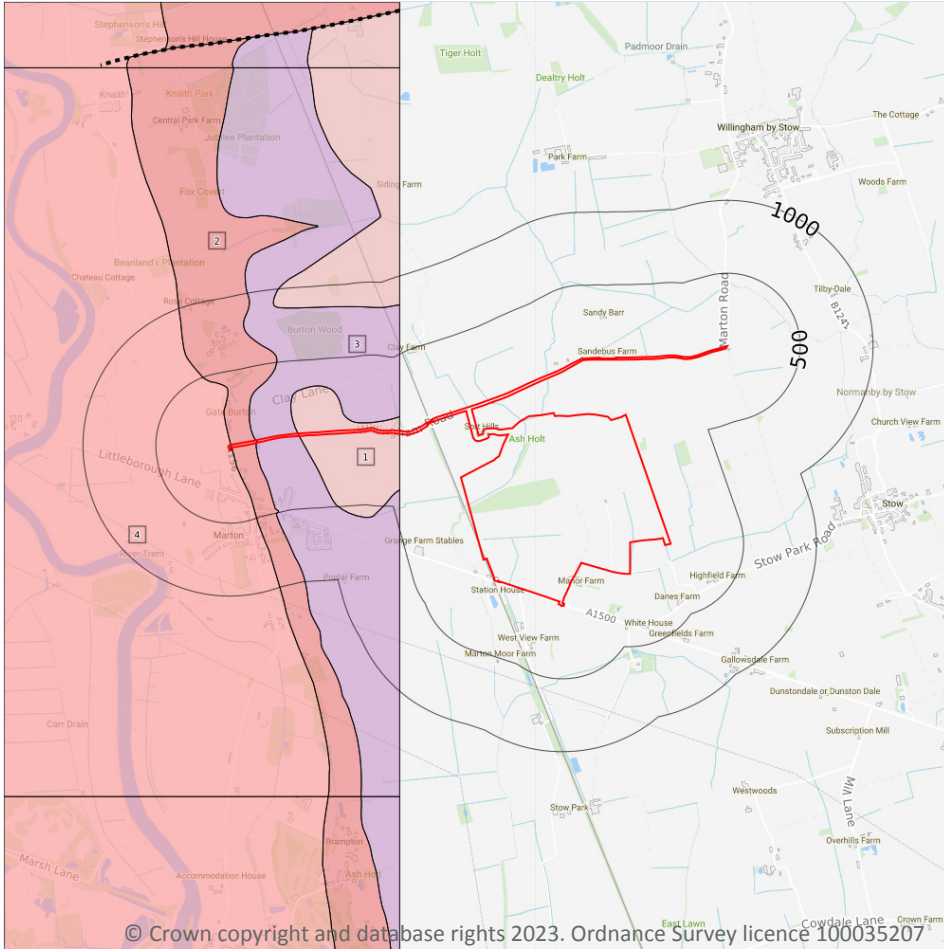 Stephenson's Hill
Stephenson's Hill House
Tiger Holt
Padmoor Drain
Dealtry Holt
Knaith
Knaith Park
Central Park Farm
Jubilee Plantation
The Cottage
Willingham by Stow
Park Farm
Woods Farm
Siding Farm
Fox Covert
1000
2
Beanland's Plantation
Chateau Cottage
Rose Cottage
Tilby Dale
B1241
Marton Road
Sandy Barr
Burton Wood
3
Clay Farm
Sandebus Farm
500
Clay Lane
Normanby by Stow
Gate Burton
Church View Farm
Ash Holt
1
Littleborough Lane
Stow
4
Marton
River Trent
Grange Farm Stables
Stow Park Road
Poplar Farm
Station House
Manor Farm
Highfield Farm
Danes Farm
A1500
White House
West View Farm
Greenfields Farm
Marton Moor Farm
Gallowsdale Farm
Dunstondale or Dunston Dale
Carr Drain
Subscription Mill
Westwoods
Mill Lane
Stow Park
Brampton
Overhills Farm
Marsh Lane
Accommodation House
Ash Holt
East Lawn
Cowdale Lane
Crown Farm
© Crown copyright and database rights 2023. Ordnance Survey licence 100035207